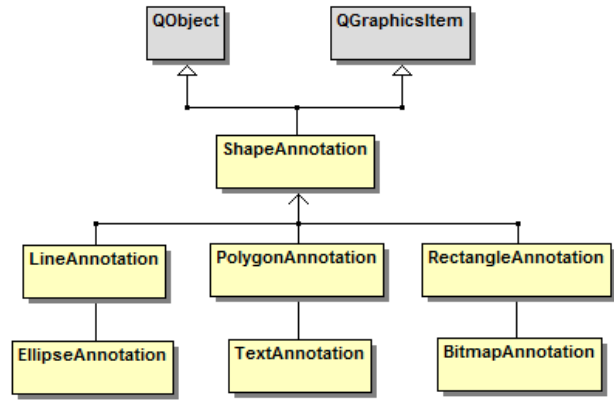 QObject
QGraphicsItem
ShapeAnnotation
LineAnnotation
PolygonAnnotation
RectangleAnnotation
EllipseAnnotation
TextAnnotation
BitmapAnnotation